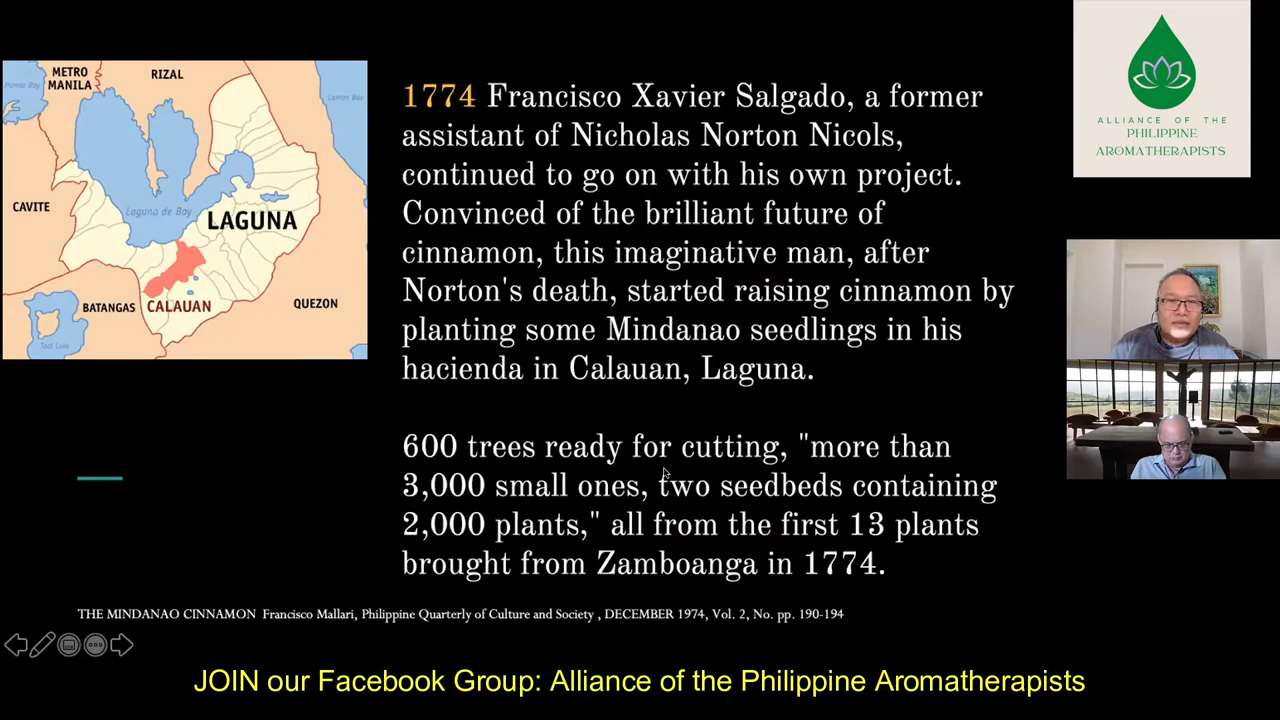 METRO
MANILA
RIZAL
Manila Bay
Lamon Bay
CAVITE
Laguna de Bay
LAGUNA
BATANGAS
CALAUAN
QUEZON
Taal Lake
1774 Francisco Xavier Salgado, a former
assistant of Nicholas Norton Nicols,
continued to go on with his own project.
Convinced of the brilliant future of
cinnamon, this imaginative man, after
Norton's death, started raising cinnamon by
planting some Mindanao seedlings in his
hacienda in Calauan, Laguna.
600 trees ready for cutting, "more than
3,000 small ones, two seedbeds containing
2,000 plants," all from the first 13 plants
brought from Zamboanga in 1774.
THE MINDANAO CINNAMON Francisco Mallari, Philippine Quarterly of Culture and Society , DECEMBER 1974, Vol. 2, No. pp. 190-194
ALLIANCE OF THE
PHILIPPINE
AROMATHERAPISTS
JOIN our Facebook Group: Alliance of the Philippine Aromatherapists